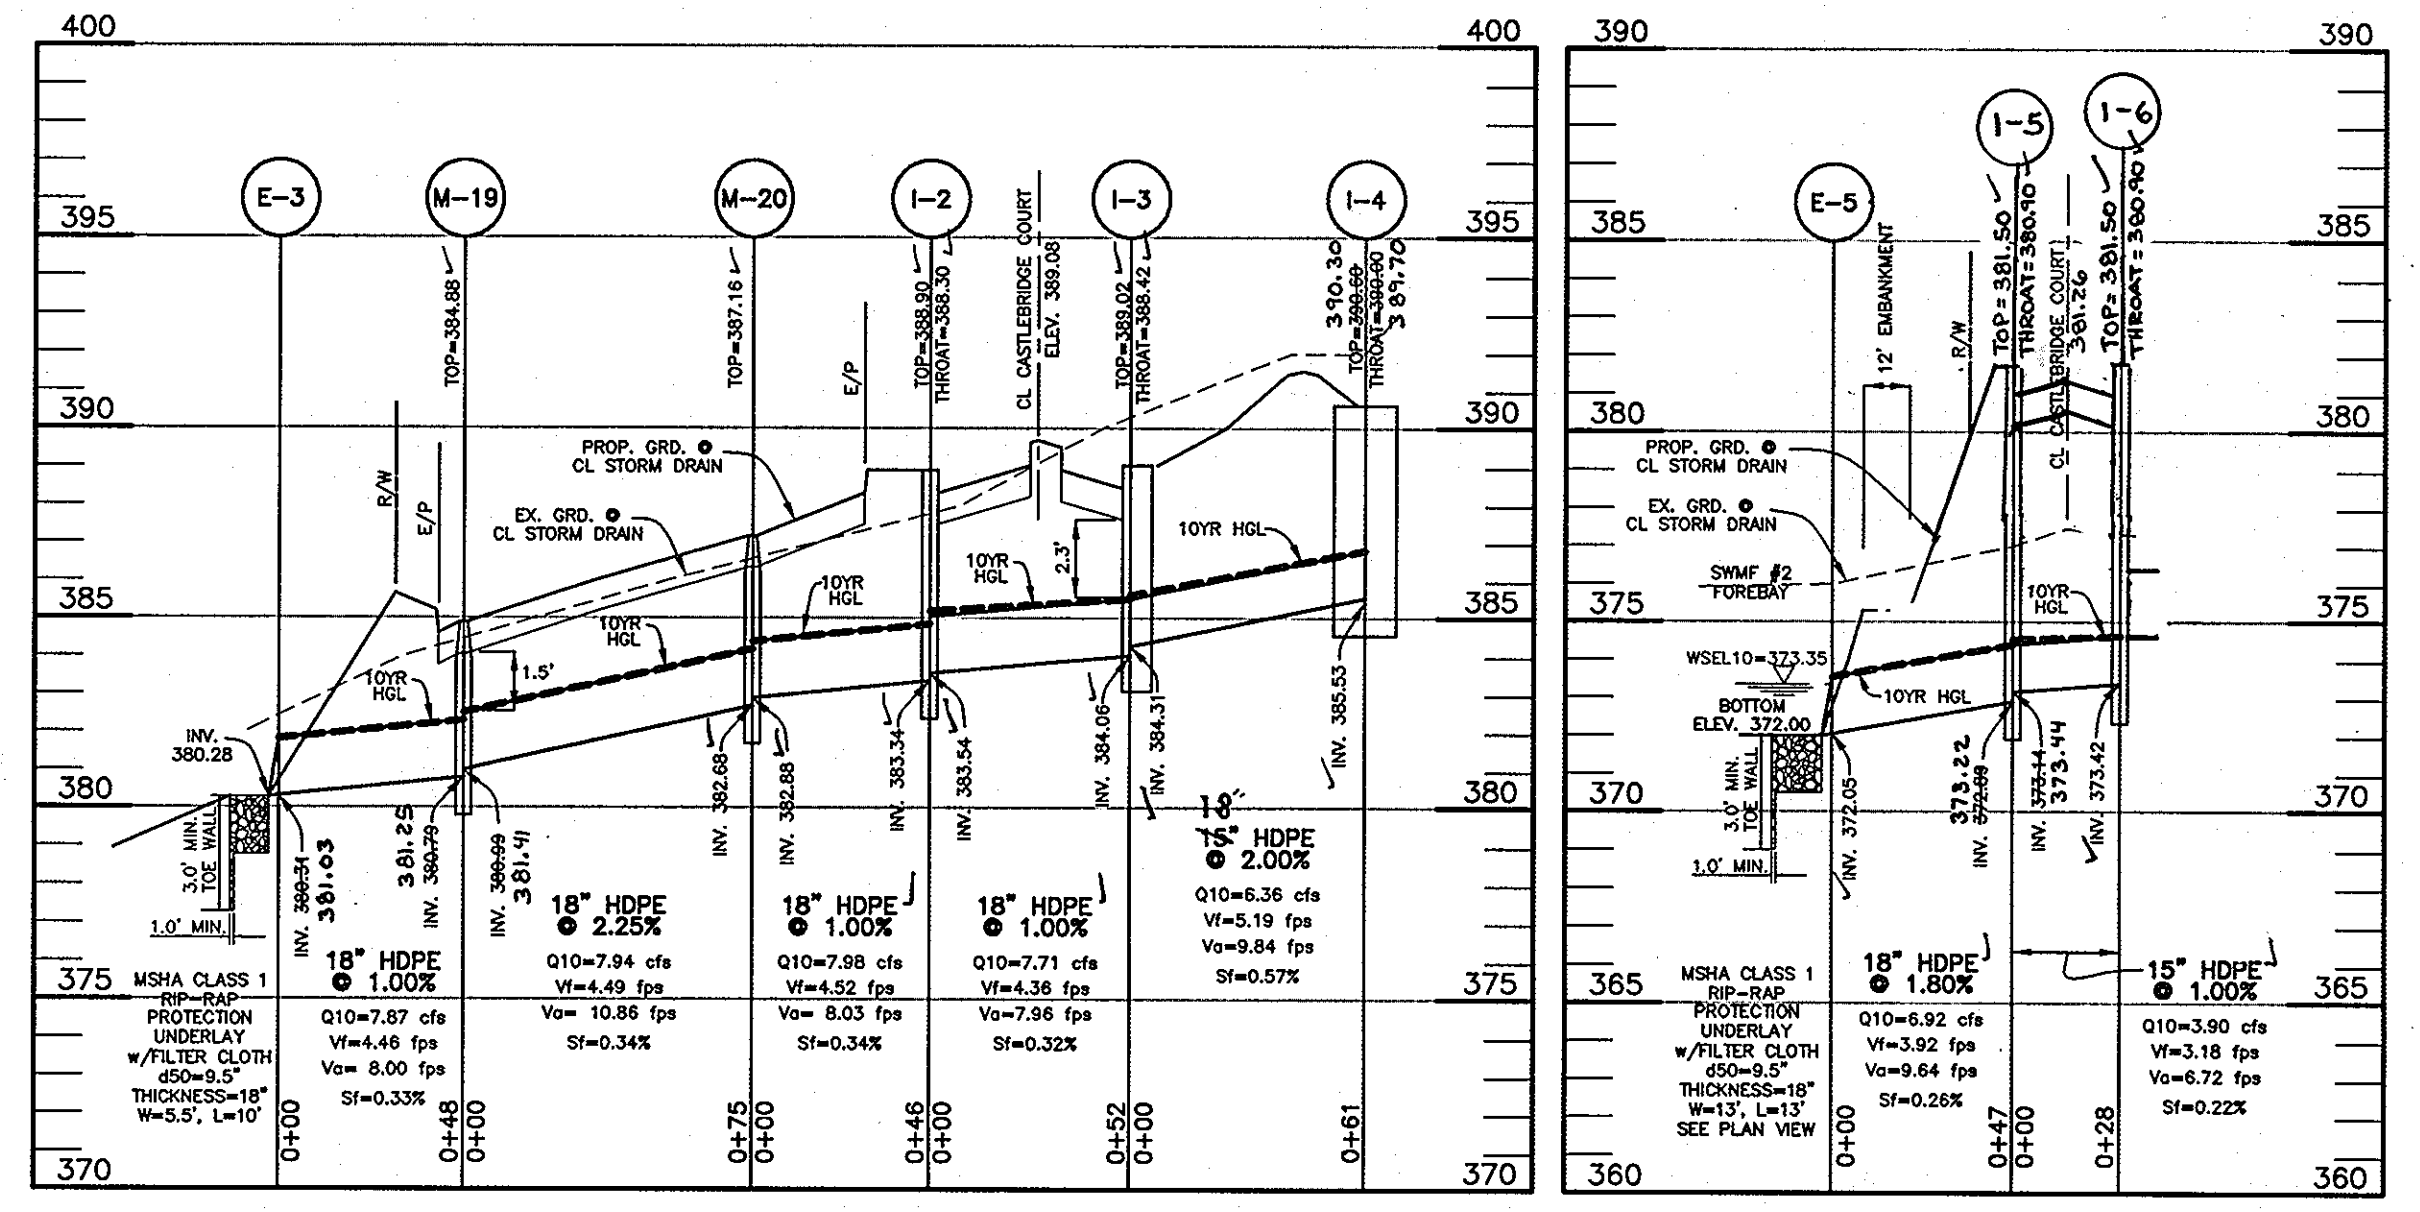 400
400
E-3
M-19
M-20
I-2
I-3
I-4
395
395
TOP=384.88
TOP=387.16
E/P
TOP=388.90
THROAT=388.30
CL CASTLEBRIDGE COURT
ELEV. 389.08
TOP=389.02
THROAT=388.42
390.30
TOP=390.60
THROAT=390.00
389.70
390
390
R/W
E/P
PROP. GRD. @
CL STORM DRAIN
EX. GRD. @
CL STORM DRAIN
10YR HGL
2.3'
10YR
HGL
10YR
HGL
385
385
10YR
HGL
1.5'
10YR
HGL
INV.
380.28
380
380
3.0' MIN.
TOE WALL
1.0' MIN.
INV. 380.31
381.03
381.25
INV. 380.79
INV. 380.99
381.41
INV. 382.68
INV. 382.88
INV. 383.34
INV. 383.54
INV. 384.06
INV. 384.31
INV. 385.53
18"
15" HDPE
@ 2.00%
Q10=6.36 cfs
Vf=5.19 fps
Va=9.84 fps
Sf=0.57%
18" HDPE
@ 1.00%
Q10=7.71 cfs
Vf=4.36 fps
Va=7.96 fps
Sf=0.32%
18" HDPE
@ 1.00%
Q10=7.98 cfs
Vf=4.52 fps
Va= 8.03 fps
Sf=0.34%
18" HDPE
@ 2.25%
Q10=7.94 cfs
Vf=4.49 fps
Va= 10.86 fps
Sf=0.34%
18" HDPE
@ 1.00%
Q10=7.87 cfs
Vf=4.46 fps
Va= 8.00 fps
Sf=0.33%
375
375
MSHA CLASS 1
RIP-RAP
PROTECTION
UNDERLAY
w/FILTER CLOTH
d50=9.5"
THICKNESS=18"
W=5.5', L=10'
0+00
0+48
0+00
0+75
0+00
0+46
0+00
0+52
0+00
0+61
370
370
390
390
I-5
I-6
E-5
385
385
12' EMBANKMENT
R/W
TOP=381.50
THROAT=380.90
CL CASTLEBRIDGE COURT
381.26
TOP=381.50
THROAT=380.90
380
380
PROP. GRD. @
CL STORM DRAIN
EX. GRD. @
CL STORM DRAIN
SWMF #2
FOREBAY
375
375
10YR
HGL
WSEL10=373.35
10YR HGL
BOTTOM
ELEV. 372.00
370
370
3.0' MIN.
TOE WALL
1.0' MIN.
INV. 372.05
373.22
INV. 372.89
INV. 373.14
373.44
INV. 373.42
365
365
MSHA CLASS 1
RIP-RAP
PROTECTION
UNDERLAY
w/FILTER CLOTH
d50=9.5"
THICKNESS=18"
W=13', L=13'
SEE PLAN VIEW
18" HDPE
@ 1.80%
Q10=6.92 cfs
Vf=3.92 fps
Va=9.64 fps
Sf=0.26%
15" HDPE
@ 1.00%
Q10=3.90 cfs
Vf=3.18 fps
Va=6.72 fps
Sf=0.22%
0+00
0+47
0+00
0+28
360
360